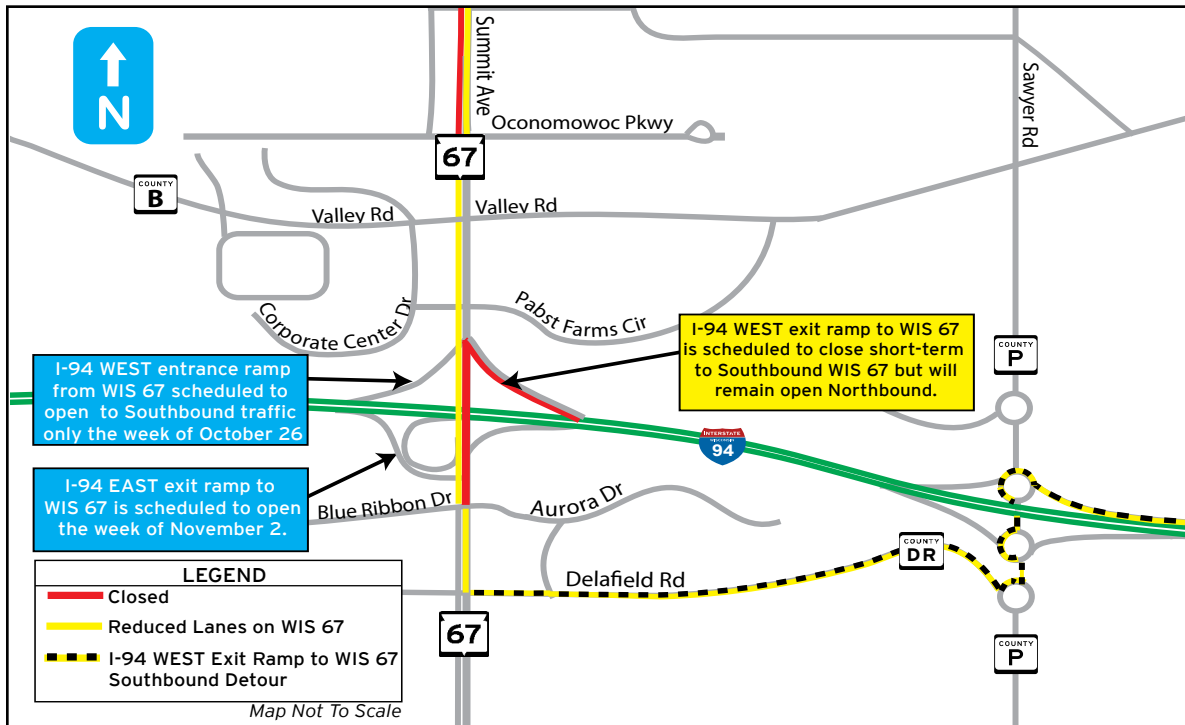 N
Summit Ave
Sawyer Rd
Oconomowoc Pkwy
67
COUNTY
B
Valley Rd
Valley Rd
Corporate Center Dr
Pabst Farms Cir
I-94 WEST exit ramp to WIS 67
is scheduled to close short-term
to Southbound WIS 67 but will
remain open Northbound.
COUNTY
P
I-94 WEST entrance ramp
from WIS 67 scheduled to
open to Southbound traffic
only the week of October 26
INTERSTATE
WISCONSIN
94
I-94 EAST exit ramp to
WIS 67 is scheduled to open
the week of November 2.
Blue Ribbon Dr
Aurora Dr
COUNTY
DR
Delafield Rd
67
COUNTY
P
LEGEND
Closed
Reduced Lanes on WIS 67
I-94 WEST Exit Ramp to WIS 67
Southbound Detour
Map Not To Scale